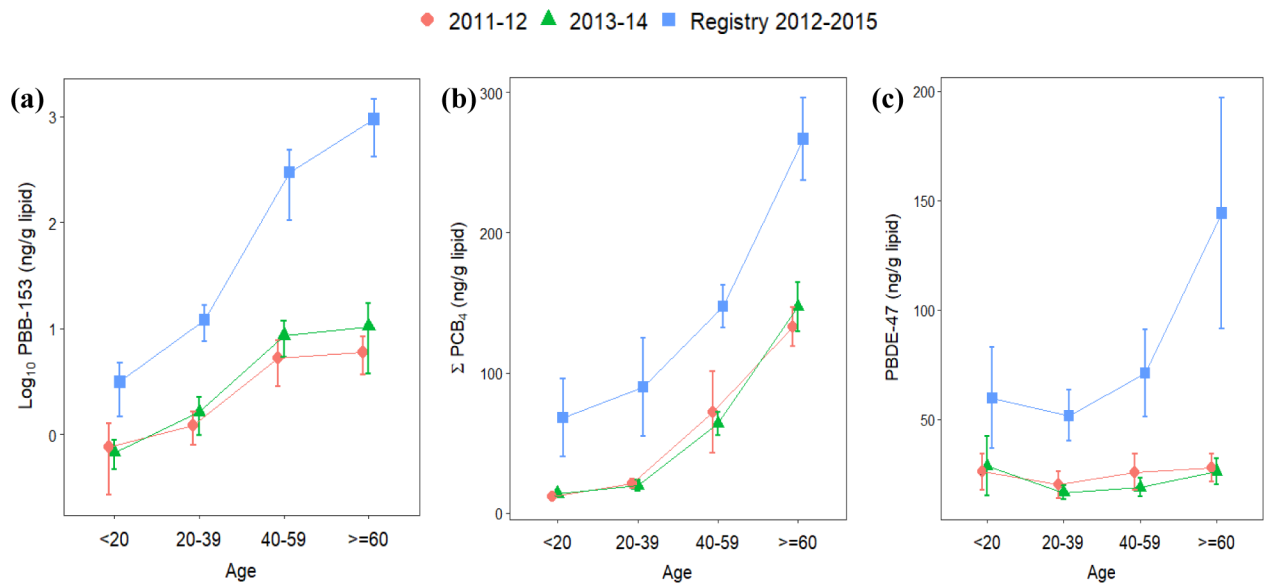 2011-12 2013-14 Registry 2012-2015
(a)
Log₁₀ PBB-153 (ng/g lipid)
3
2
1
0
<20 20-39 40-59 >=60
Age
(b)
Σ PCB₄ (ng/g lipid)
300
200
100
0
<20 20-39 40-59 >=60
Age
(c)
PBDE-47 (ng/g lipid)
200
150
100
50
<20 20-39 40-59 >=60
Age